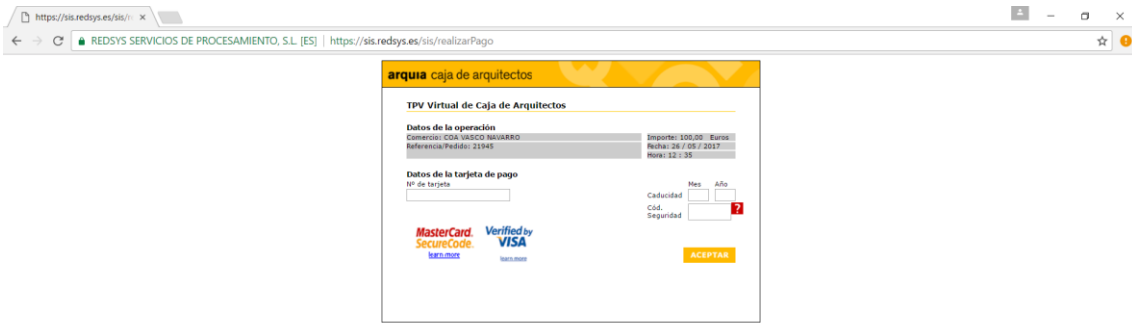 https://sis.redsys.es/sis/r
REDSYS SERVICIOS DE PROCESAMIENTO, S.L. [ES] | https://sis.redsys.es/sis/realizarPago
arquia caja de arquitectos
TPV Virtual de Caja de Arquitectos
Datos de la operación
Comercio: COA VASCO NAVARRO Importe: 100,00 Euros
Referencia/Pedido: 21945 Fecha: 26 / 05 / 2017
Hora: 12 : 35
Datos de la tarjeta de pago
Nº de tarjeta Mes Año
Caducidad
Cód. Seguridad ?
MasterCard. SecureCode.
learn more
Verified by VISA
learn more
ACEPTAR